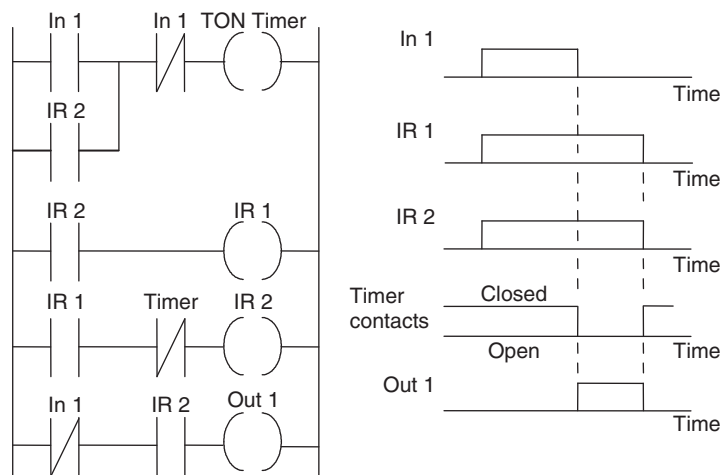 In 1 In 1 TON Timer
IR 2
IR 2 IR 1
IR 1 Timer IR 2
In 1 IR 2 Out 1
In 1
Time
IR 1
Time
IR 2
Time
Timer contacts
Closed
Open
Time
Out 1
Time